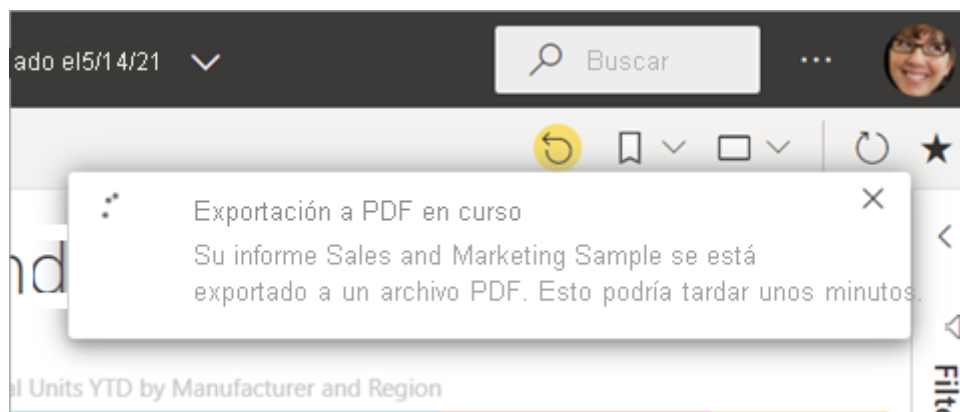 ado el5/14/21
Buscar
Exportación a PDF en curso
Su informe Sales and Marketing Sample se está
exportado a un archivo PDF. Esto podría tardar unos minutos.
nd
Units YTD by Manufacturer and Region